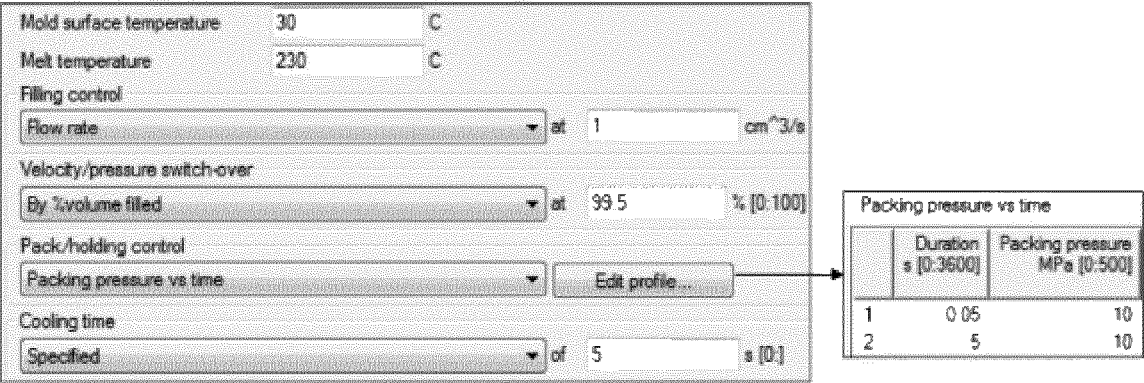 Mold surface temperature 30 C
Melt temperature 230 C
Filling control
Flow rate at 1 cm^3/s
Velocity/pressure switch-over
By %volume filled at 99.5 % [0:100]
Pack/holding control
Packing pressure vs time Edit profile...
Cooling time
Specified of 5 s [0:]
Packing pressure vs time
Duration Packing pressure
s [0:3600] MPa [0:500]
1 0.05 10
2 5 10